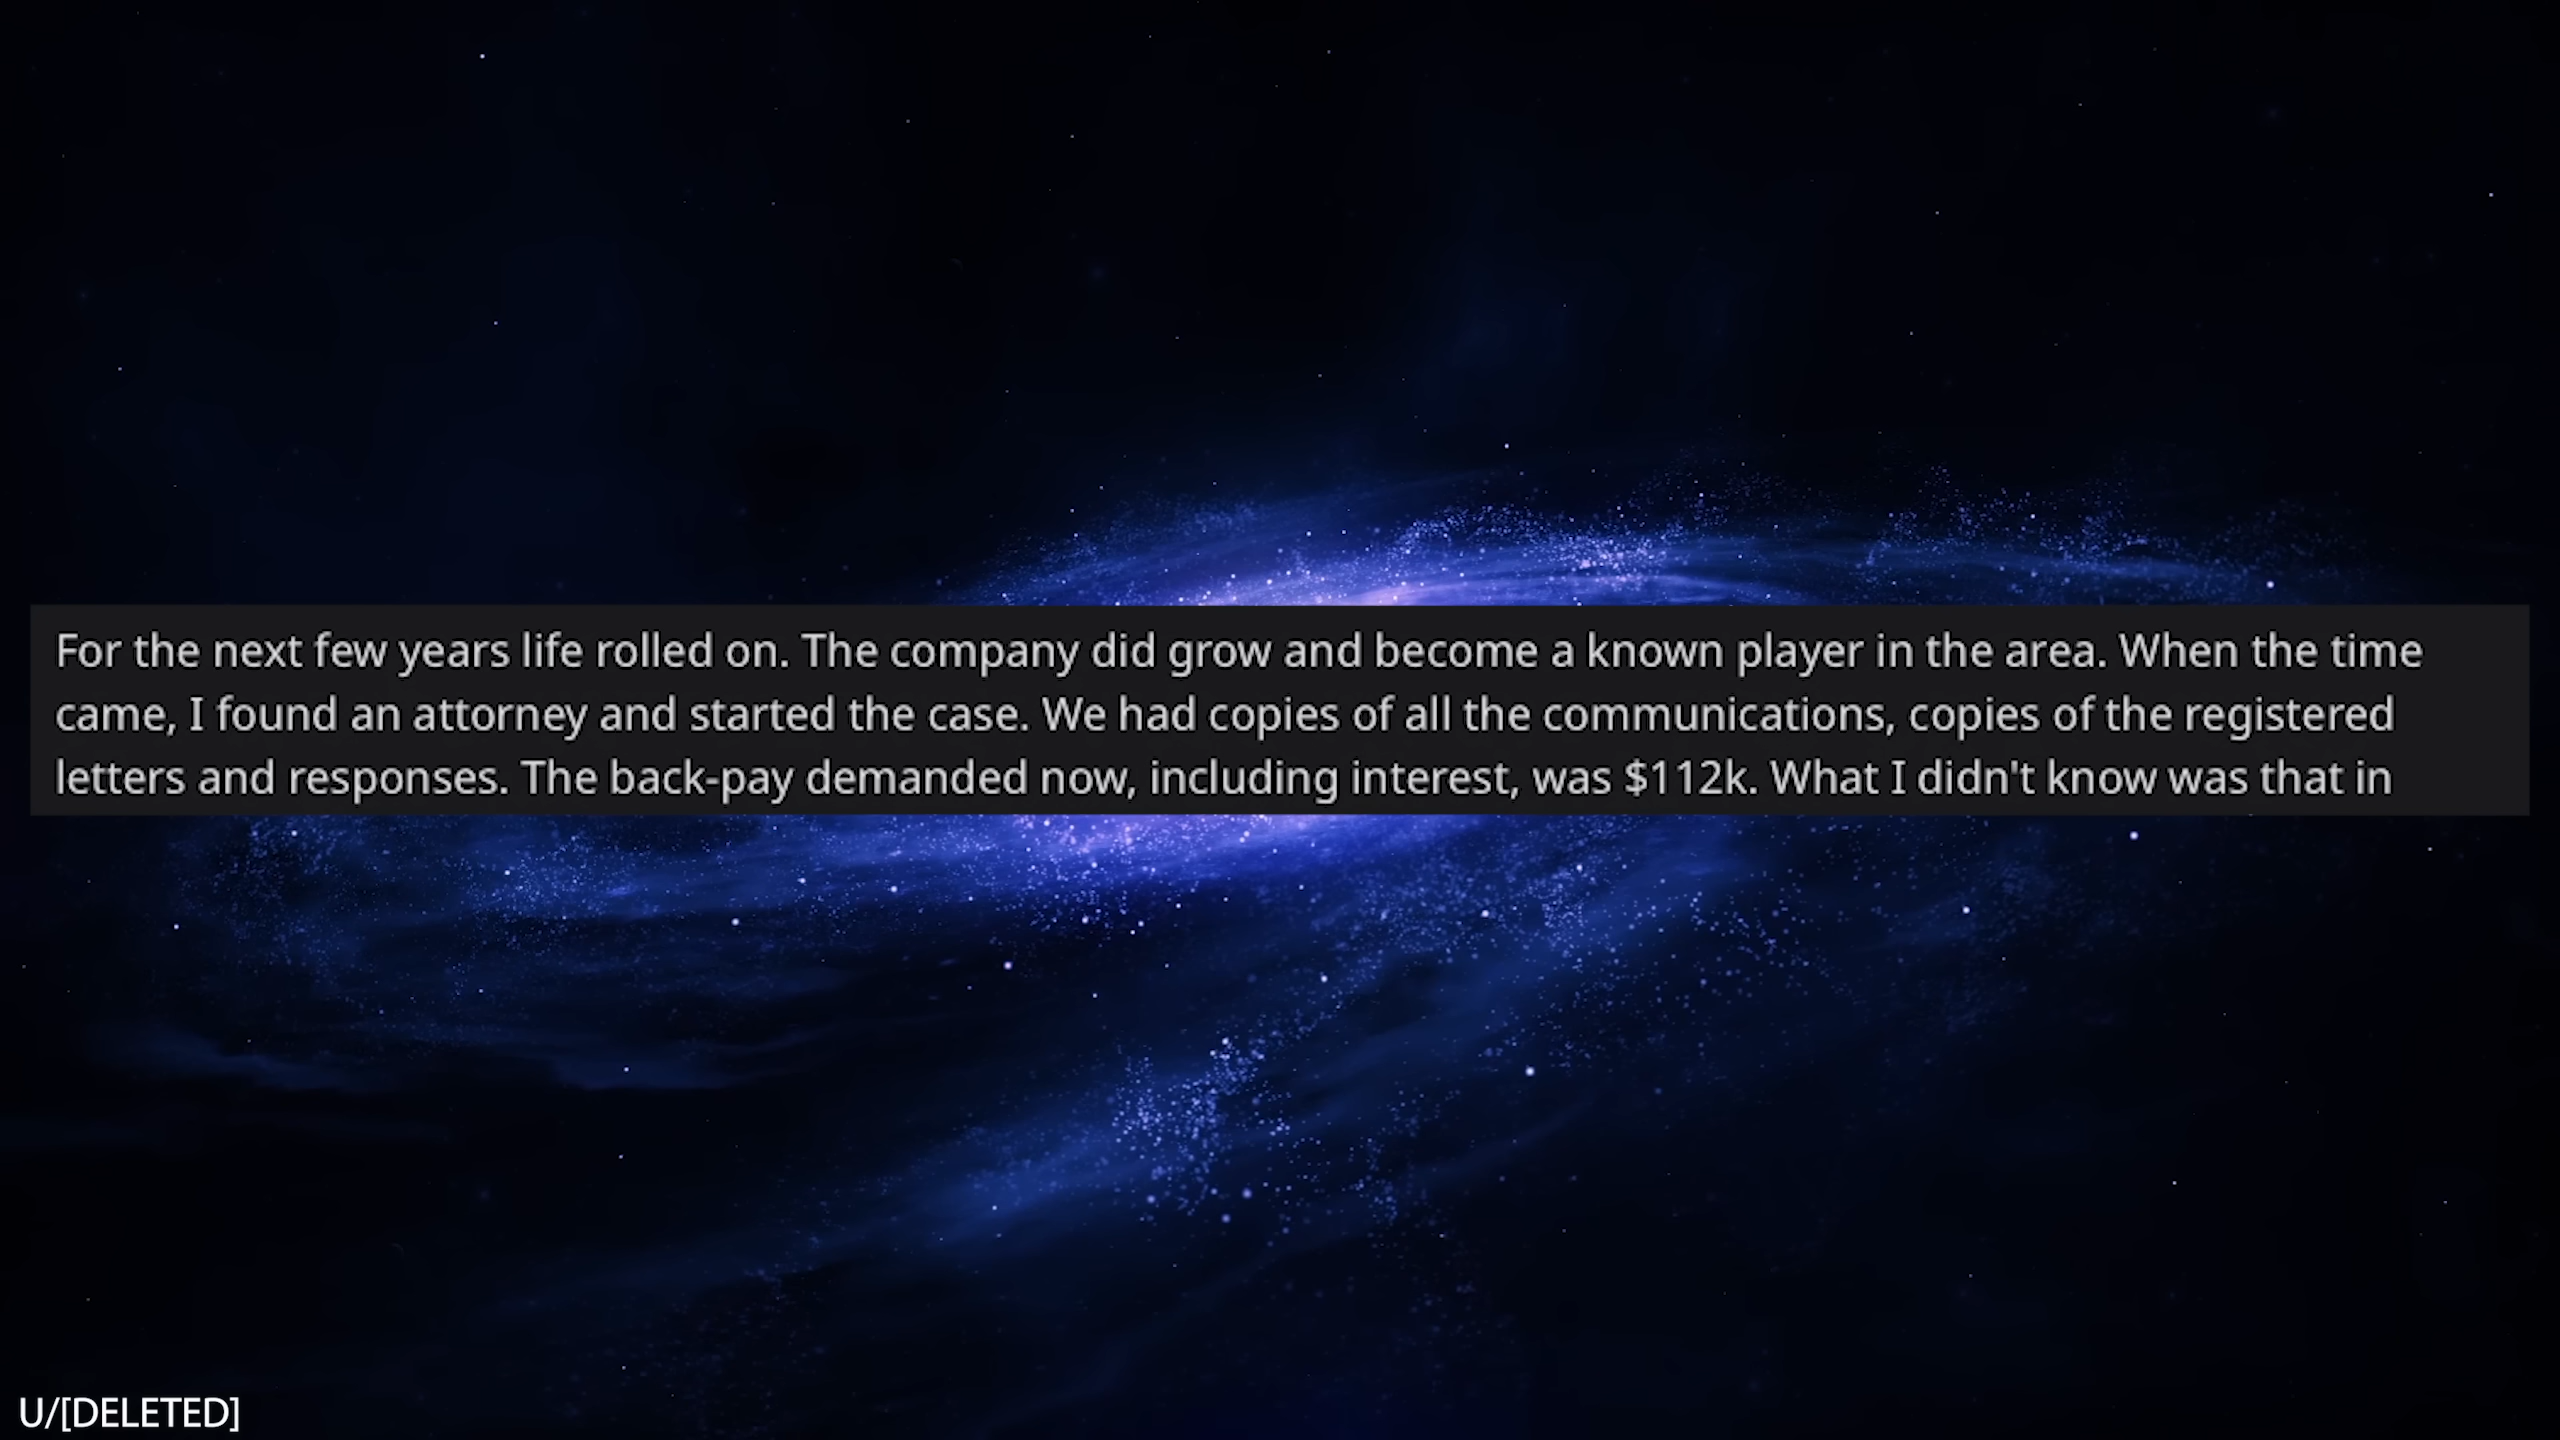 For the next few years life rolled on. The company did grow and become a known player in the area. When the time
came, I found an attorney and started the case. We had copies of all the communications, copies of the registered
letters and responses. The back-pay demanded now, including interest, was $112k. What I didn't know was that in
U/[DELETED]